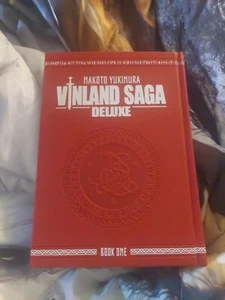 MAKOTO YUKIMURA
VINLAND SAGA
DELUXE
BOOK ONE